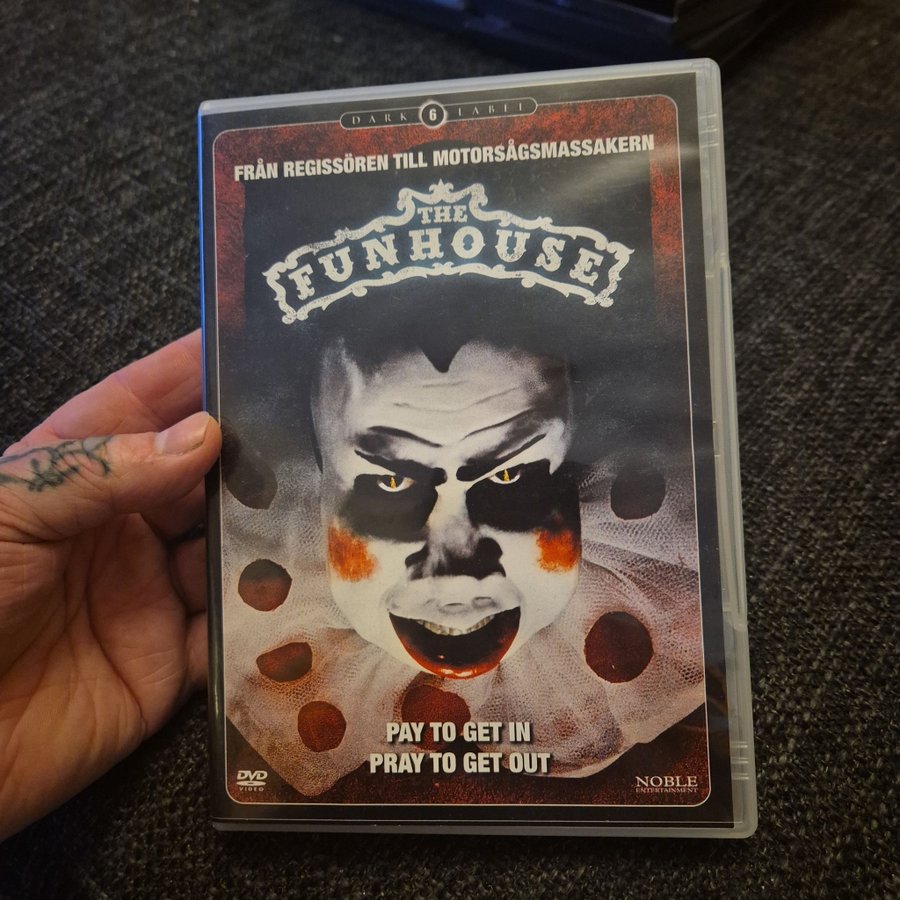 DARK 6 LABEL
FRÅN REGISSÖREN TILL MOTORSÅGSMASSAKERN
THE
FUNHOUSE
PAY TO GET IN
PRAY TO GET OUT
DVD
VIDEO
NOBLE
ENTERTAINMENT